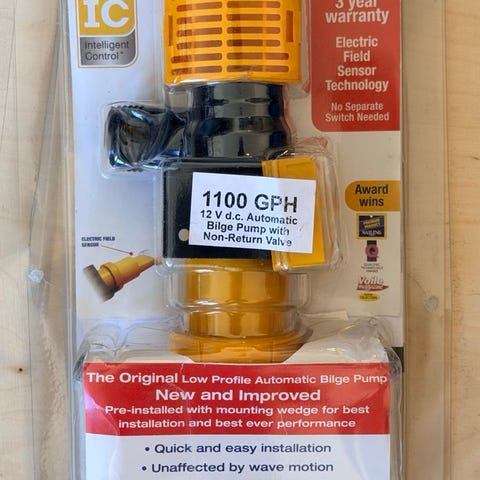 IC
Intelligent
Control™
3 year
warranty
Electric
Field
Sensor
Technology
No Separate
Switch Needed
1100 GPH
12 V d.c. Automatic
Bilge Pump with
Non-Return Valve
Award
wins
SAILING
ELECTRIC FIELD
SENSOR
Voile
The Original Low Profile Automatic Bilge Pump
New and Improved
Pre-installed with mounting wedge for best
installation and best ever performance
• Quick and easy installation
• Unaffected by wave motion